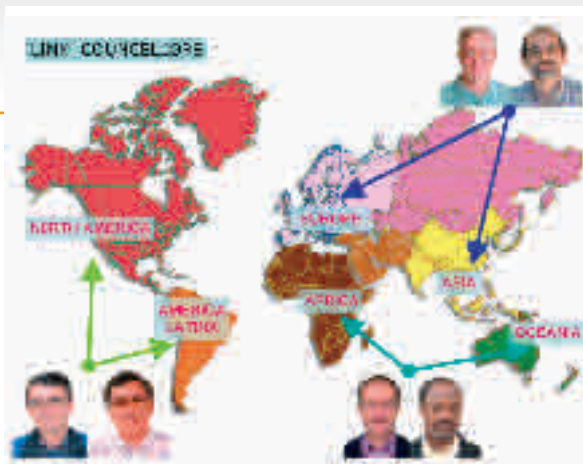 LINK COUNCELLORS
NORTH AMERICA
AMERICA
LATINA
EUROPE
ASIA
AFRICA
OCEANIA